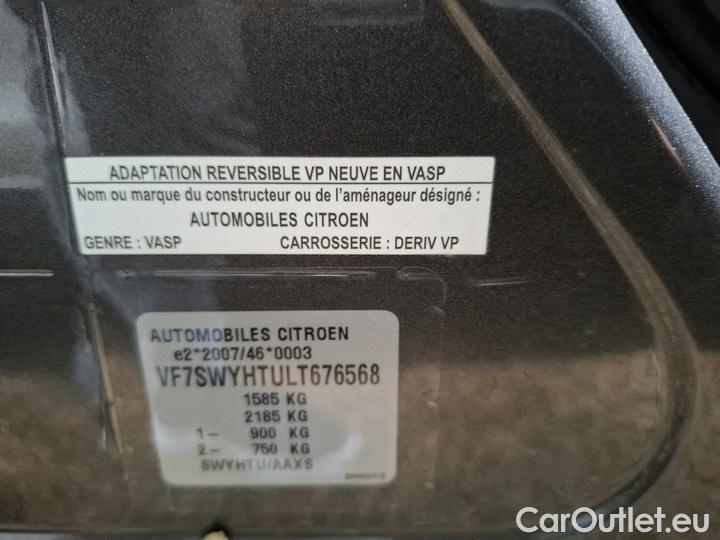 ADAPTATION REVERSIBLE VP NEUVE EN VASP
Nom ou marque du constructeur ou de l'aménageur désigné :
AUTOMOBILES CITROEN
GENRE : VASP CARROSSERIE : DERIV VP
AUTOMOBILES CITROEN
e2*2007/46*0003
VF7SWYHTULT676568
1585 KG
2185 KG
1- 900 KG
2- 750 KG
SWYHTU/AAXS
CarOutlet.eu